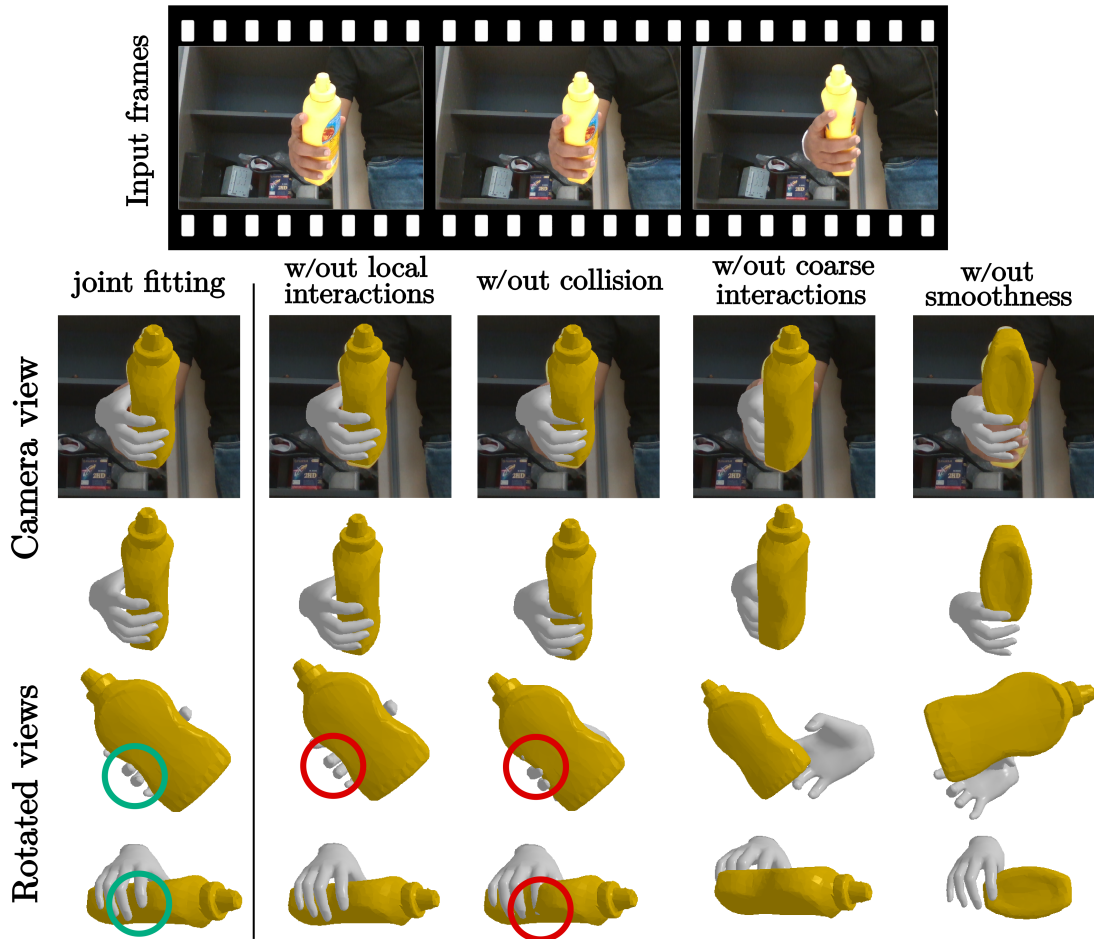 Input frames
joint fitting
w/out local
interactions
w/out collision
w/out coarse
interactions
w/out
smoothness
Camera view
Rotated views